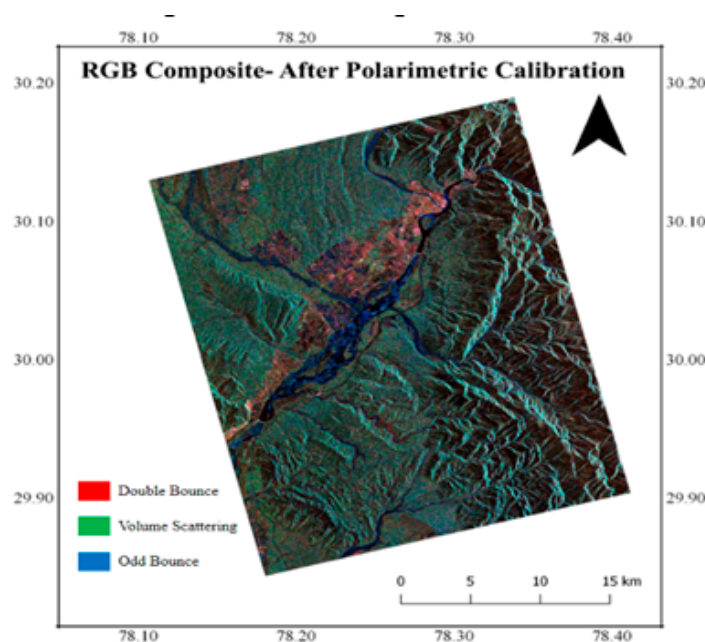 78.10 78.20 78.30 78.40
RGB Composite- After Polarimetric Calibration
30.20 30.20
30.10 30.10
30.00 30.00
29.90 29.90
Double Bounce
Volume Scattering
Odd Bounce
0 5 10 15 km
78.10 78.20 78.30 78.40